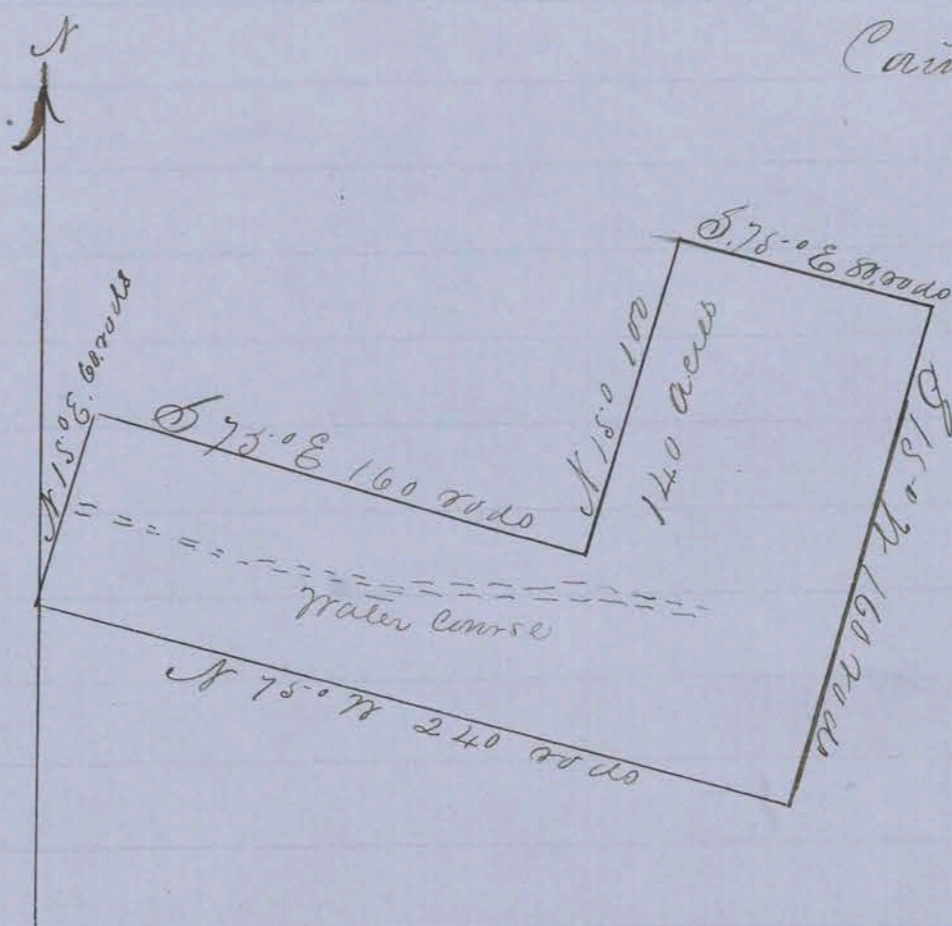 N
N 15° E. 60 rods
S 75° E 160 rods
N 15° 100
S. 75° E 80 rods
140 acres
S 15° W 160 rods
Water Course
N 75° W 240 rods